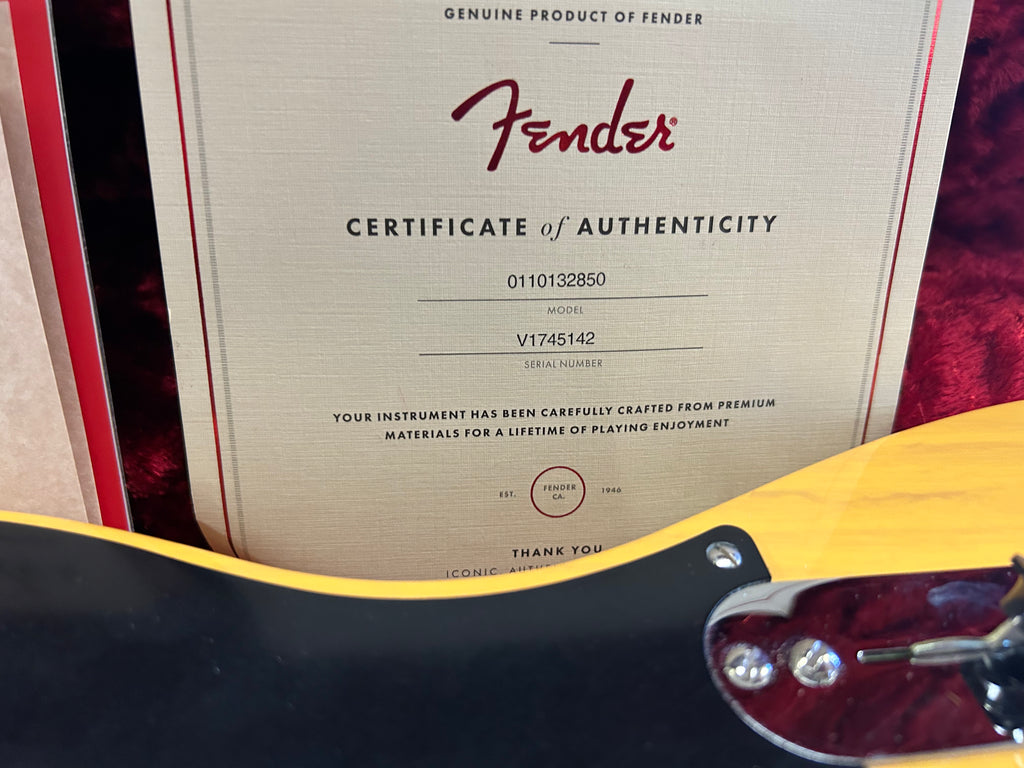 GENUINE PRODUCT OF FENDER
Fender®
CERTIFICATE of AUTHENTICITY
0110132850
MODEL
V1745142
SERIAL NUMBER
YOUR INSTRUMENT HAS BEEN CAREFULLY CRAFTED FROM PREMIUM
MATERIALS FOR A LIFETIME OF PLAYING ENJOYMENT
EST. FENDER CA. 1946
THANK YOU
ICONIC,